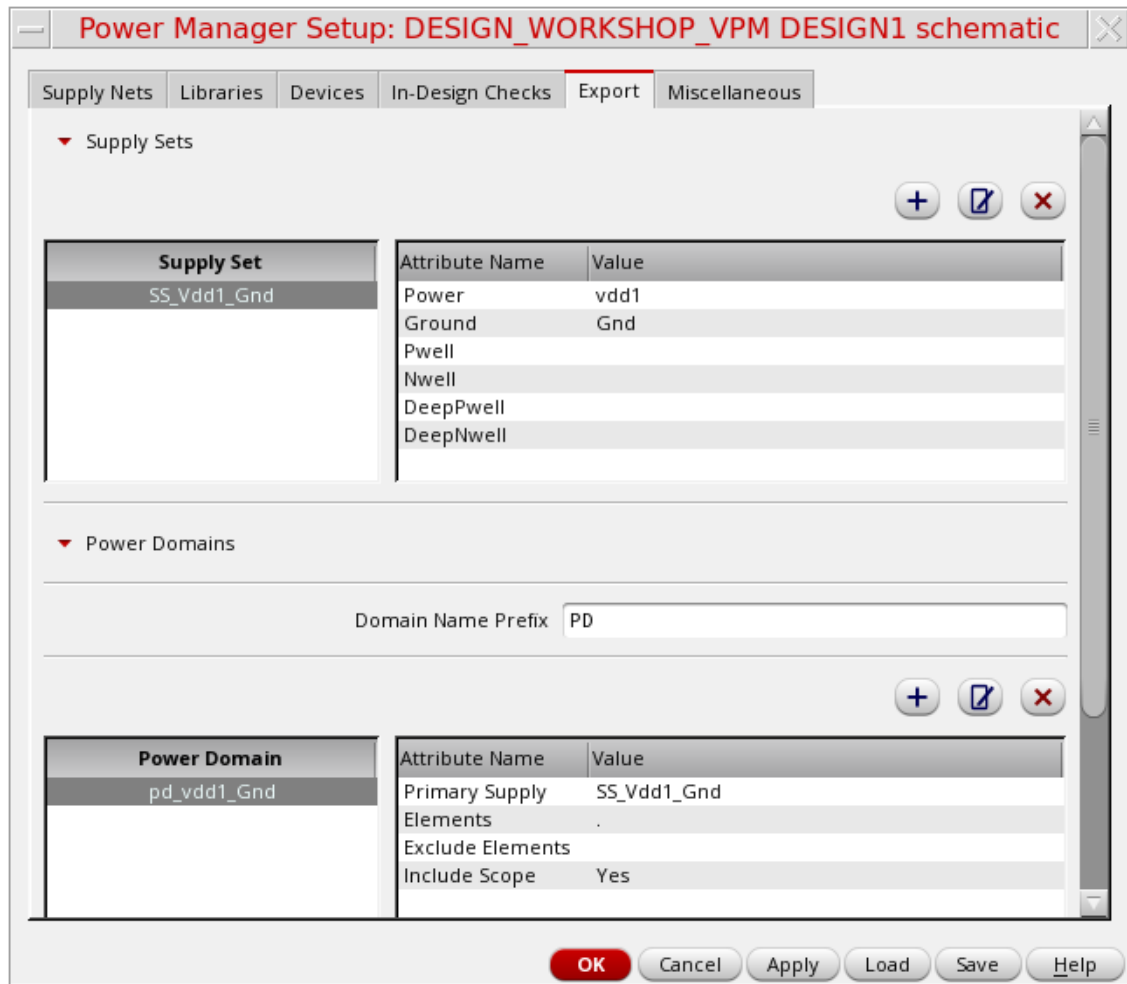 Power Manager Setup: DESIGN_WORKSHOP_VPM DESIGN1 schematic
Supply Nets Libraries Devices In-Design Checks Export Miscellaneous
Supply Sets
Supply Set
SS_Vdd1_Gnd
Attribute Name Value
Power vdd1
Ground Gnd
Pwell
Nwell
DeepPwell
DeepNwell
Power Domains
Domain Name Prefix PD
Power Domain
pd_vdd1_Gnd
Attribute Name Value
Primary Supply SS_Vdd1_Gnd
Elements .
Exclude Elements
Include Scope Yes
OK Cancel Apply Load Save Help